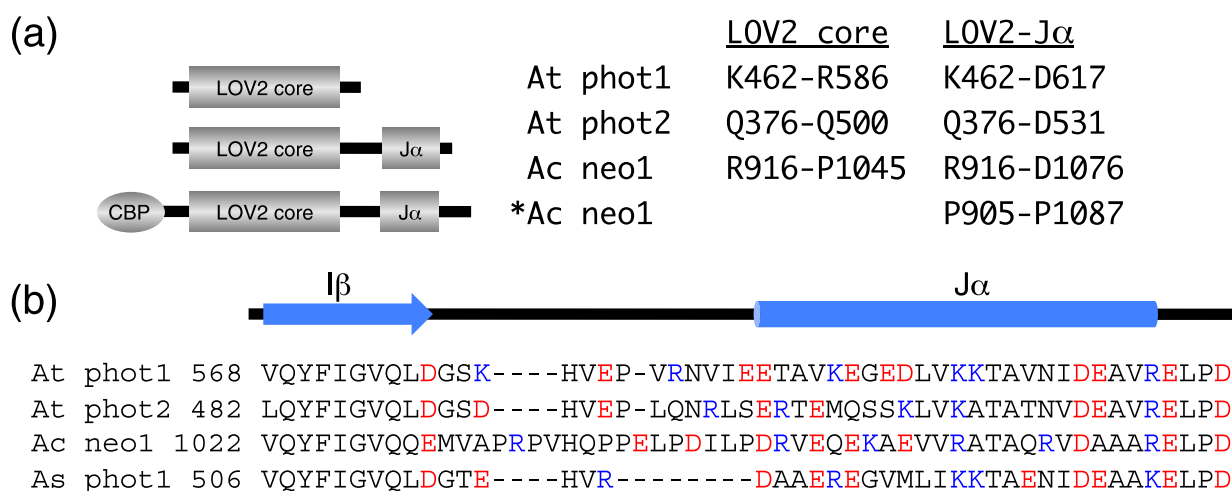 (a)
LOV2 core LOV2-Jα
LOV2 core At phot1 K462-R586 K462-D617
LOV2 core Jα At phot2 Q376-Q500 Q376-D531
Ac neo1 R916-P1045 R916-D1076
CBP LOV2 core Jα *Ac neo1 P905-P1087
(b) Iβ Jα
At phot1 568 VQYFIGVQLDGSK----HVEP-VRNVIEETAVKEGEDLVKKTAVNIDEAVRELPD
At phot2 482 LQYFIGVQLDGSD----HVEP-LQNRLSERTEMQSSKLVKATATNVDEAVRELPD
Ac neo1 1022 VQYFIGVQQEMVAPRPVHQPPELPDILPDRVEQEKAEVVRATAQRVDAAARELPD
As phot1 506 VQYFIGVQLDGTE----HVR--------DAAEREGVMLIKKTAENIDEAAKELPD